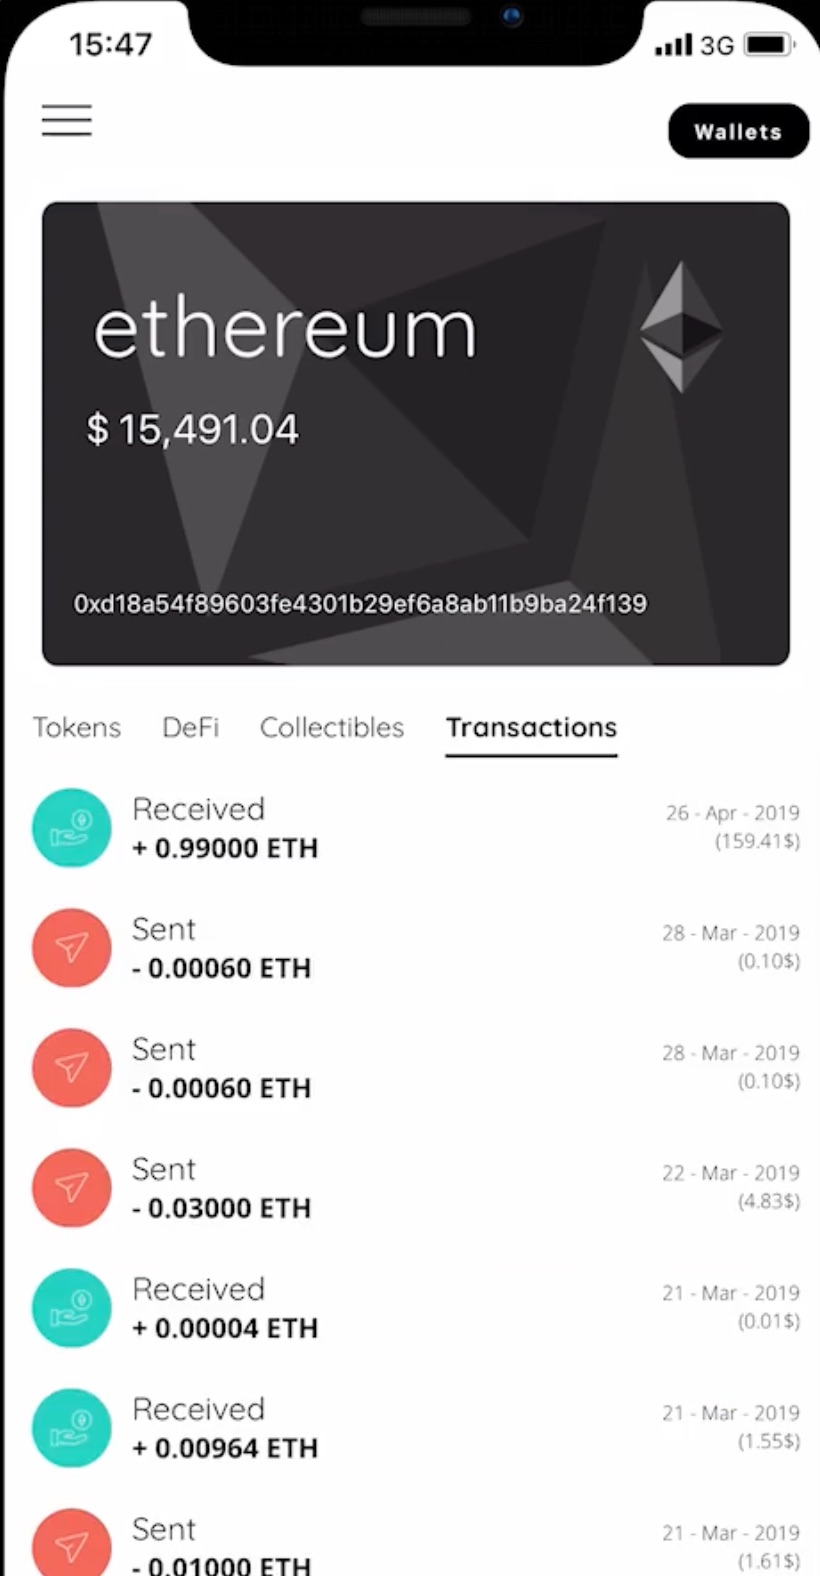 15:47
3G
Wallets
ethereum
$ 15,491.04
0xd18a54f89603fe4301b29ef6a8ab11b9ba24f139
Tokens DeFi Collectibles Transactions
Received
26 - Apr - 2019
+ 0.99000 ETH
(159.41$)
Sent
28 - Mar - 2019
- 0.00060 ETH
(0.10$)
Sent
28 - Mar - 2019
- 0.00060 ETH
(0.10$)
Sent
22 - Mar - 2019
- 0.03000 ETH
(4.83$)
Received
21 - Mar - 2019
+ 0.00004 ETH
(0.01$)
Received
21 - Mar - 2019
+ 0.00964 ETH
(1.55$)
Sent
21 - Mar - 2019
- 0.01000 ETH
(1.61$)